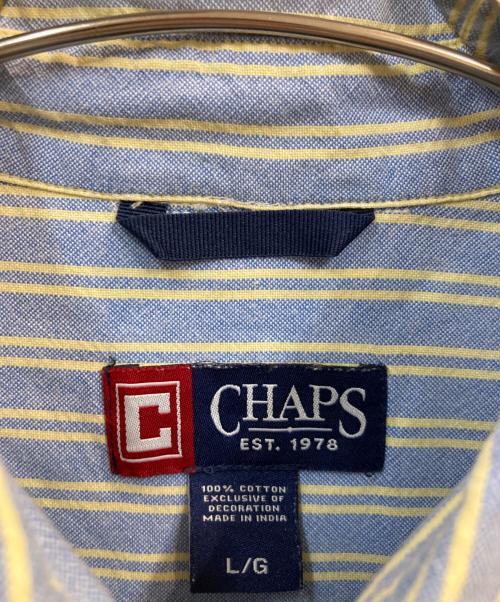 C
CHAPS
EST. 1978
100% COTTON
EXCLUSIVE OF
DECORATION
MADE IN INDIA
L/G